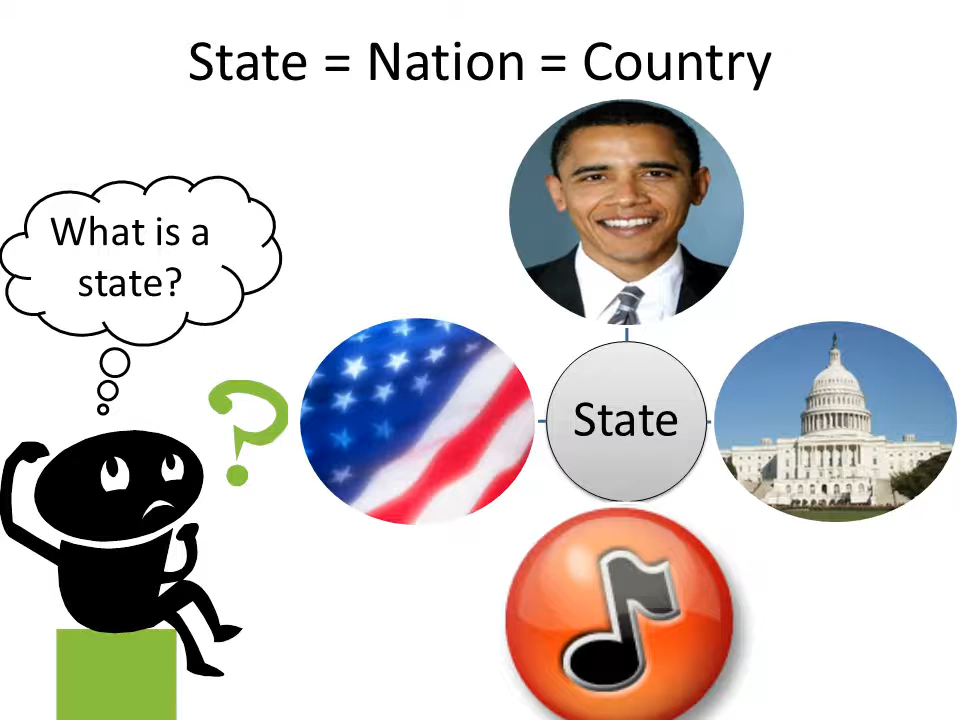 State = Nation = Country
What is a
state?
State